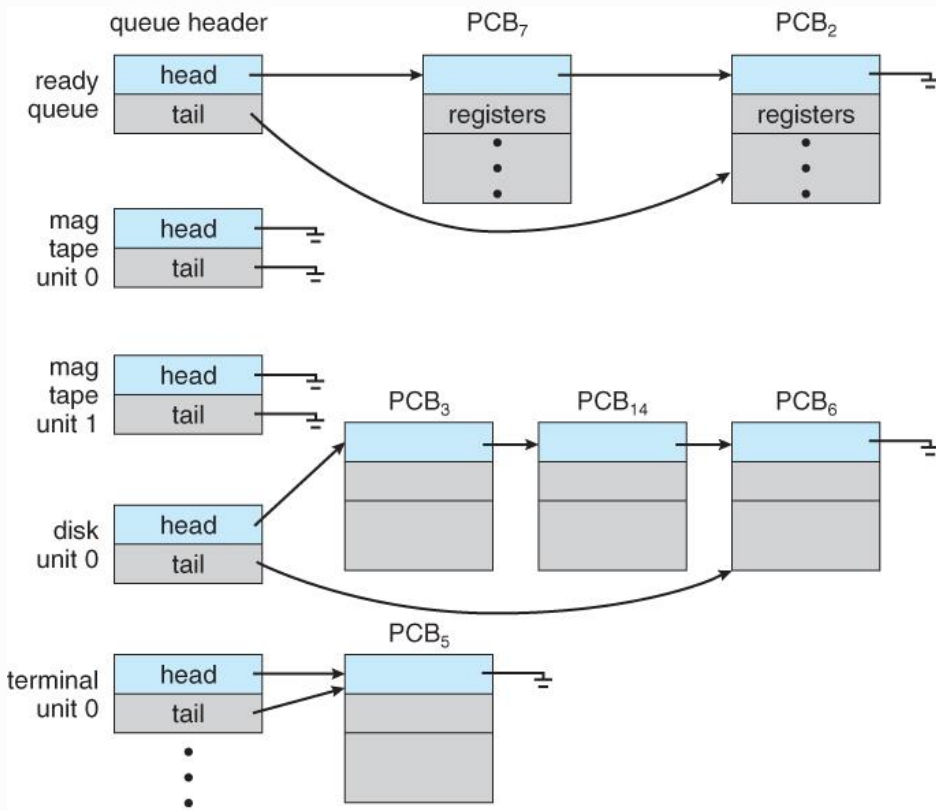 queue header
PCB₇
PCB₂
ready
queue
head
tail
registers
registers
mag
tape
unit 0
head
tail
mag
tape
unit 1
head
tail
PCB₃
PCB₁₄
PCB₆
disk
unit 0
head
tail
PCB₅
terminal
unit 0
head
tail